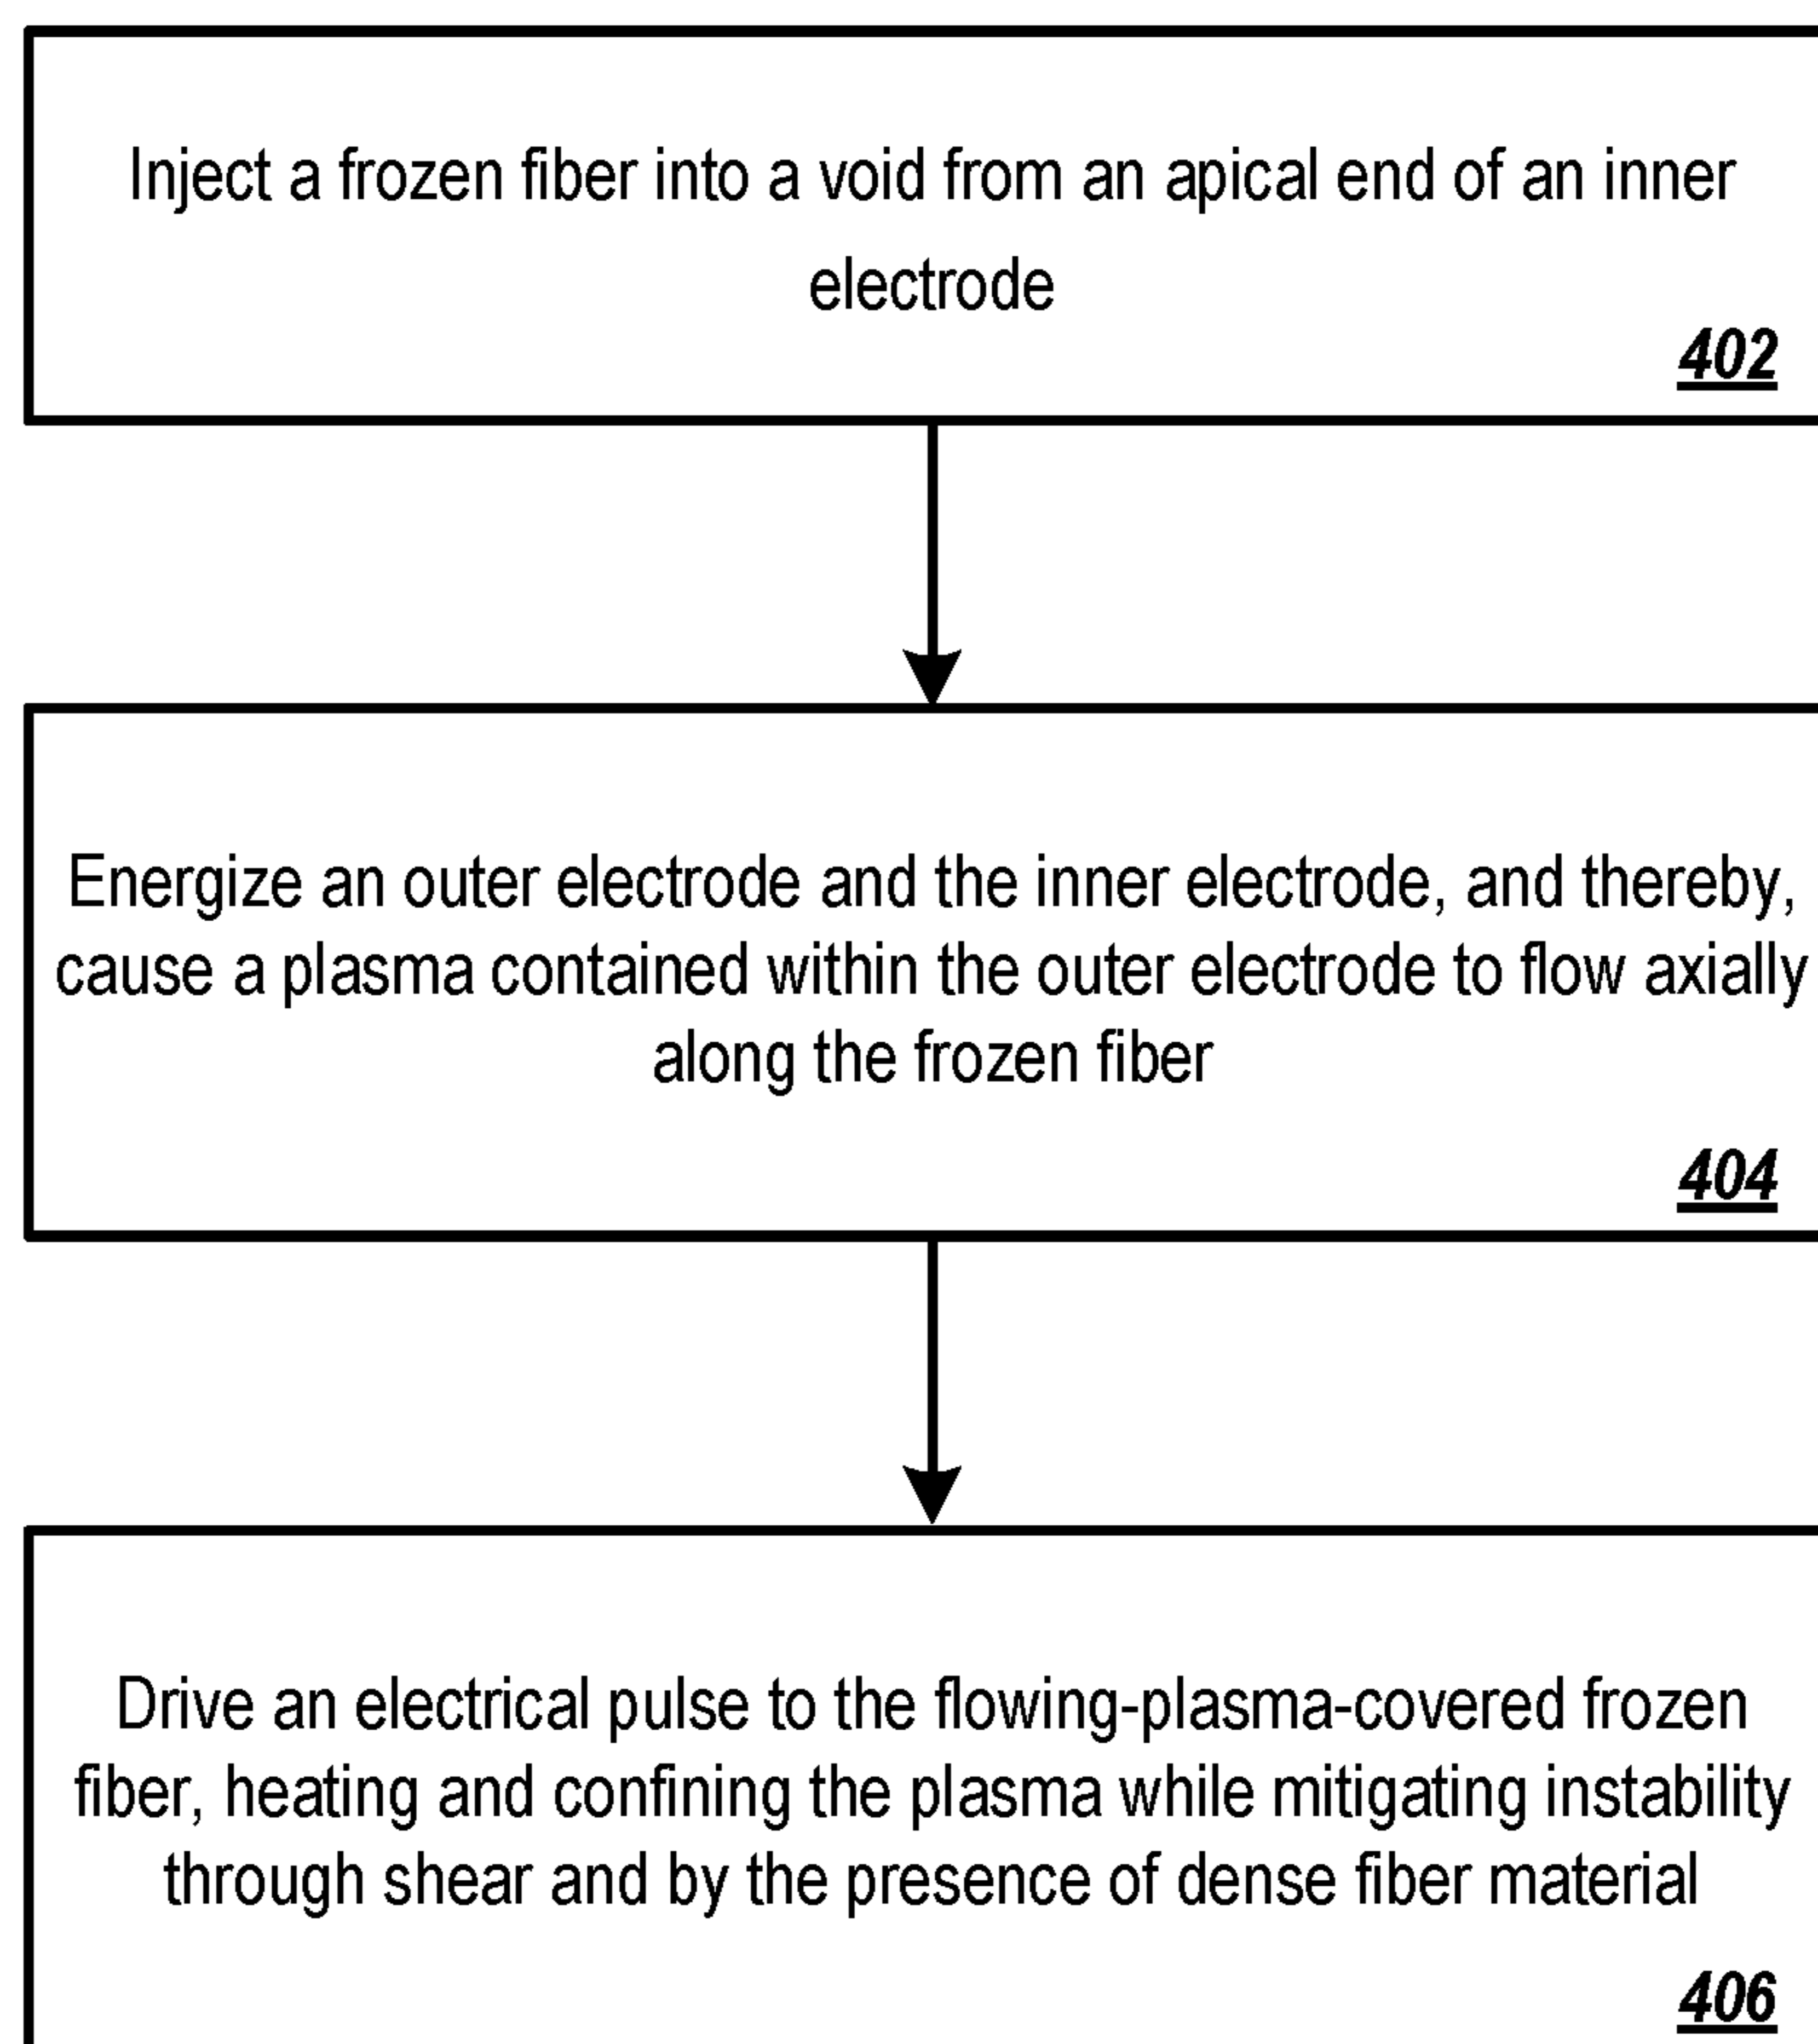 Inject a frozen fiber into a void from an apical end of an inner
electrode
402
Energize an outer electrode and the inner electrode, and thereby,
cause a plasma contained within the outer electrode to flow axially
along the frozen fiber
404
Drive an electrical pulse to the flowing-plasma-covered frozen
fiber, heating and confining the plasma while mitigating instability
through shear and by the presence of dense fiber material
406